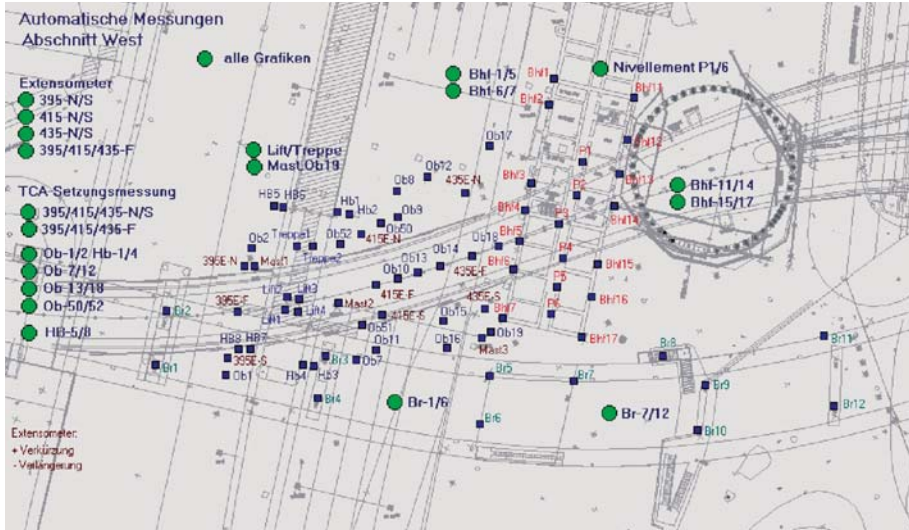 Automatische Messungen
Abschnitt West
alle Grafiken
Extensometer
395-N/S
415-N/S
435-N/S
395/415/435-F
TCA-Setzungsmessung
395/415/435-N/S
395/415/435-F
Ob-1/2 Hb-1/4
Ob-7/12
Ob-13/18
Ob-50/52
HB-5/8
Lift/Treppe
Mast,Ob19
Bhf-1/5
Bhf-6/7
Nivellement P1/6
Bhf-11/14
Bhf-15/17
Br-1/6
Br-7/12
Bhf1
Bhf2
Bhf11
Bhf12
Ob17
P1
Ob12
435E-N
Bhf3
Bhf13
Ob8
P2
HB5
HB6
Hb1
Hb2
Ob9
Bhf4
Bhf14
Ob50
P3
415E-N
Ob2
Treppe1
Ob52
Treppe2
Ob18
Bhf5
P4
395E-N
Mast1
Ob10
Ob13
Ob14
435E-F
Bhf6
Bhf15
P5
Lift2
Lift3
415E-F
Mast2
435E-S
Bhf16
395E-F
Br2
Lift1
Lift4
415E-S
Ob15
Bhf7
P6
Ob51
Ob19
Bhf17
HB8
HB7
Ob11
Ob16
Mast3
Br8
Br11
Br1
395E-S
Br3
Ob7
Ob1
Hb4
Hb3
Br5
Br7
Br9
Br4
Br6
Br10
Br12
Extensometer:
+ Verkürzung
- Verlängerung